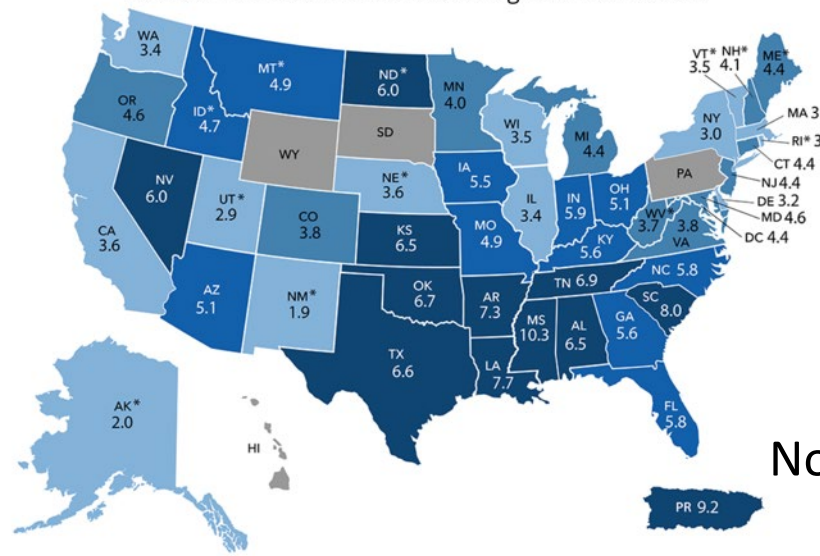 WA
3.4
MT*
4.9
ND*
6.0
MN
4.0
VT*
3.5
NH*
4.1
ME*
4.4
OR
4.6
ID*
4.7
SD
WI
3.5
MI
4.4
NY
3.0
MA 3
RI* 3
CT 4.4
NJ 4.4
DE 3.2
MD 4.6
DC 4.4
WY
PA
NV
6.0
UT*
2.9
NE*
3.6
IA
5.5
IL
3.4
IN
5.9
OH
5.1
WV*
3.7
3.8
VA
CA
3.6
CO
3.8
KS
6.5
MO
4.9
KY
5.6
NC 5.8
TN 6.9
AZ
5.1
NM*
1.9
OK
6.7
AR
7.3
SC
8.0
MS
10.3
AL
6.5
GA
5.6
TX
6.6
LA
7.7
FL
5.8
AK*
2.0
HI
No
PR 9.2